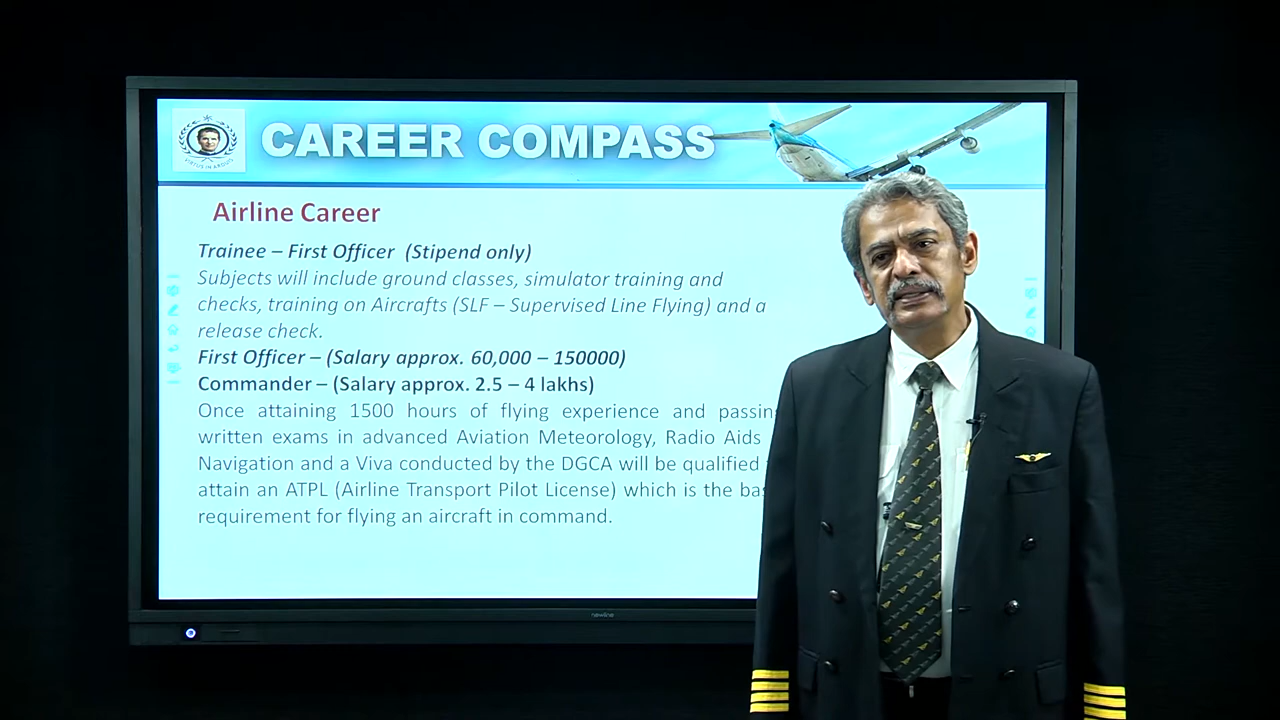 CAREER COMPASS
VIRTUS IN ARDUIS
Airline Career
Trainee – First Officer (Stipend only)
Subjects will include ground classes, simulator training and
checks, training on Aircrafts (SLF – Supervised Line Flying) and a
release check.
First Officer – (Salary approx. 60,000 – 150000)
Commander – (Salary approx. 2.5 – 4 lakhs)
Once attaining 1500 hours of flying experience and
written exams in advanced Aviation Meteorology, Radio Aids
Navigation and a Viva conducted by the DGCA will be qualified
attain an ATPL (Airline Transport Pilot License) which is the
requirement for flying an aircraft in command.
newline